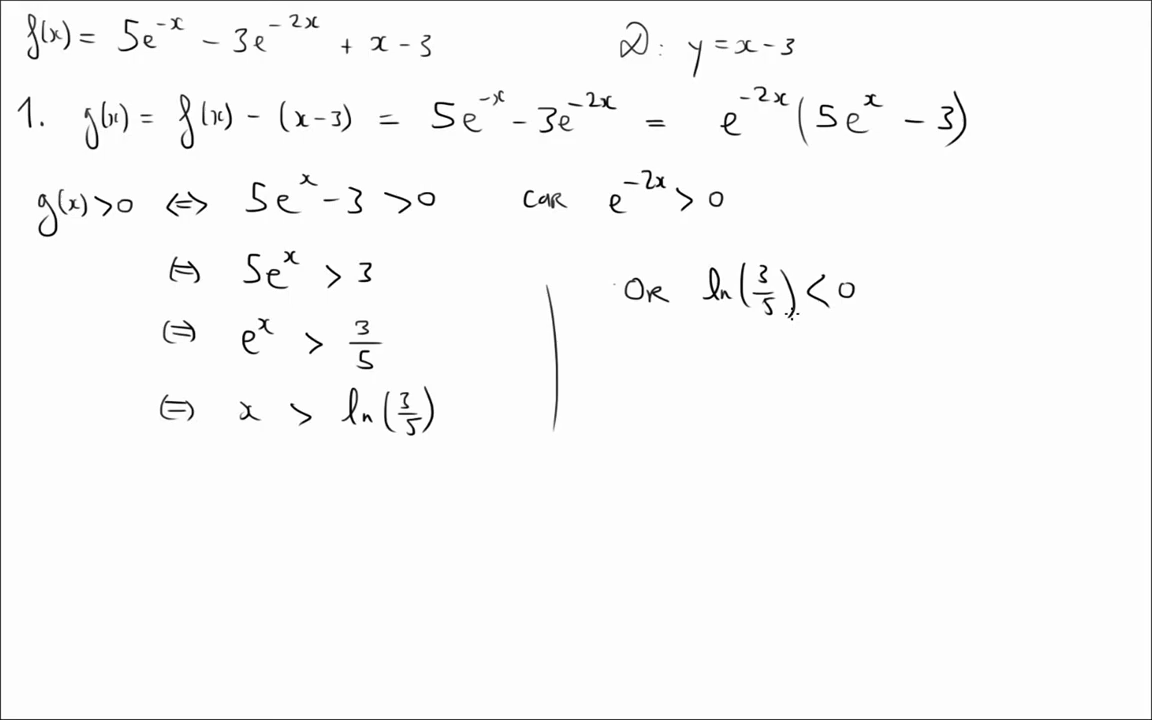 f(x) = 5e^{-x} - 3e^{-2x} + x - 3 𝒟 : y = x - 3
1. g(x) = f(x) - (x-3) = 5e^{-x} - 3e^{-2x} = e^{-2x}(5e^{x} - 3)
g(x) > 0 ⇔ 5e^{x} - 3 > 0 car e^{-2x} > 0
⇔ 5e^{x} > 3
OR ln(3/5) < 0
⇔ e^{x} > 3/5
⇔ x > ln(3/5)